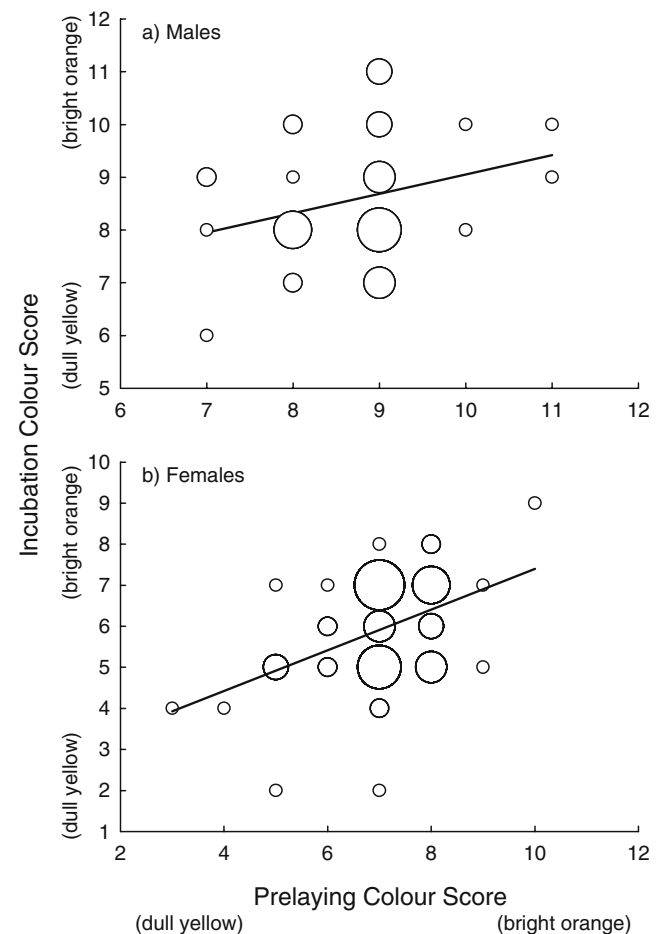 a) Males
12
11
10
9
8
7
6
5
(bright orange)
(dull yellow)
6 7 8 9 10 11 12
Incubation Colour Score
b) Females
10
9
8
7
6
5
4
3
2
1
(bright orange)
(dull yellow)
2 4 6 8 10 12
Prelaying Colour Score
(dull yellow) (bright orange)